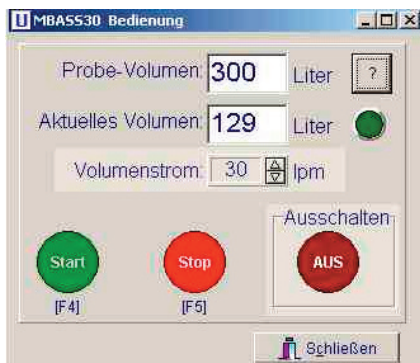 U MBASS30 Bedienung
Probe-Volumen: 300 Liter ?
Aktuelles Volumen: 129 Liter
Volumenstrom: 30 lpm
Ausschalten
Start Stop AUS
[F4] [F5]
Schließen